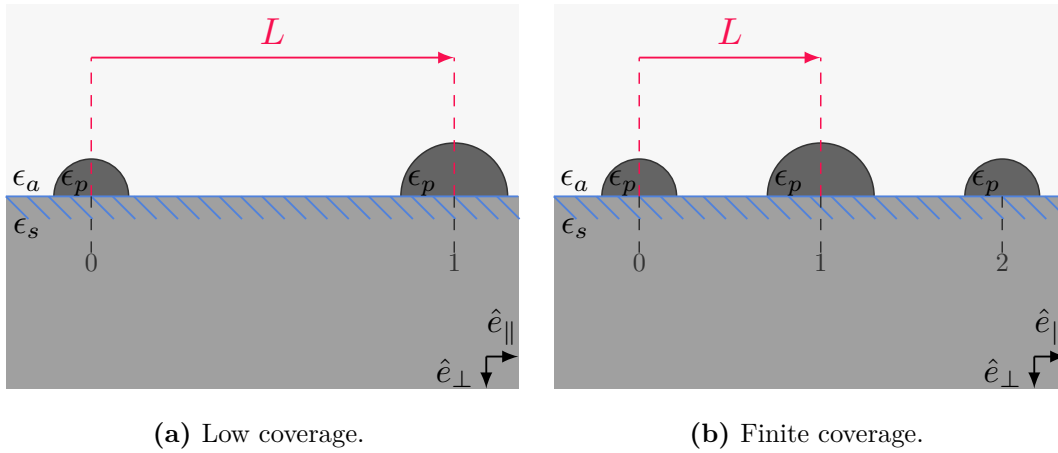 L
L
ϵₐ ϵₚ ϵₚ
ϵₐ ϵₚ ϵₚ ϵₚ
ϵₛ
ϵₛ
0 1
0 1 2
ê∥
ê⊥
ê∥
ê⊥
(a) Low coverage.
(b) Finite coverage.